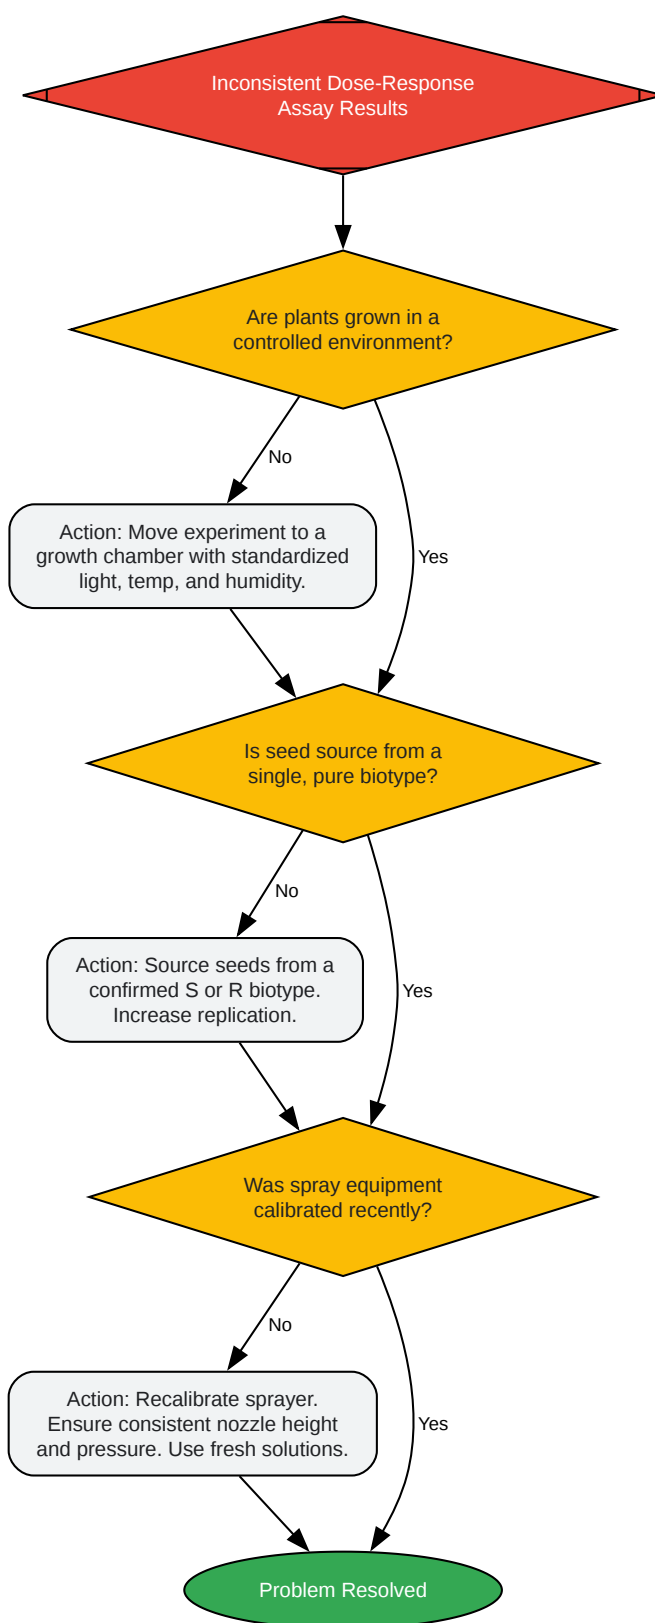 Inconsistent Dose-Response
Assay Results
Are plants grown in a
controlled environment?
No
Yes
Action: Move experiment to a
growth chamber with standardized
light, temp, and humidity.
Is seed source from a
single, pure biotype?
No
Yes
Action: Source seeds from a
confirmed S or R biotype.
Increase replication.
Was spray equipment
calibrated recently?
No
Yes
Action: Recalibrate sprayer.
Ensure consistent nozzle height
and pressure. Use fresh solutions.
Problem Resolved